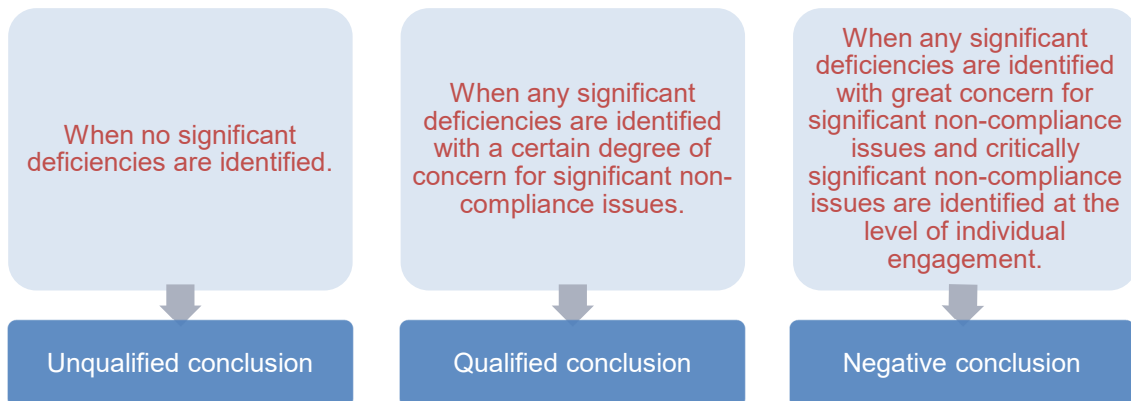 When no significant
deficiencies are identified.
Unqualified conclusion
When any significant
deficiencies are identified
with a certain degree of
concern for significant non-
compliance issues.
Qualified conclusion
When any significant
deficiencies are identified
with great concern for
significant non-compliance
issues and critically
significant non-compliance
issues are identified at the
level of individual
engagement.
Negative conclusion